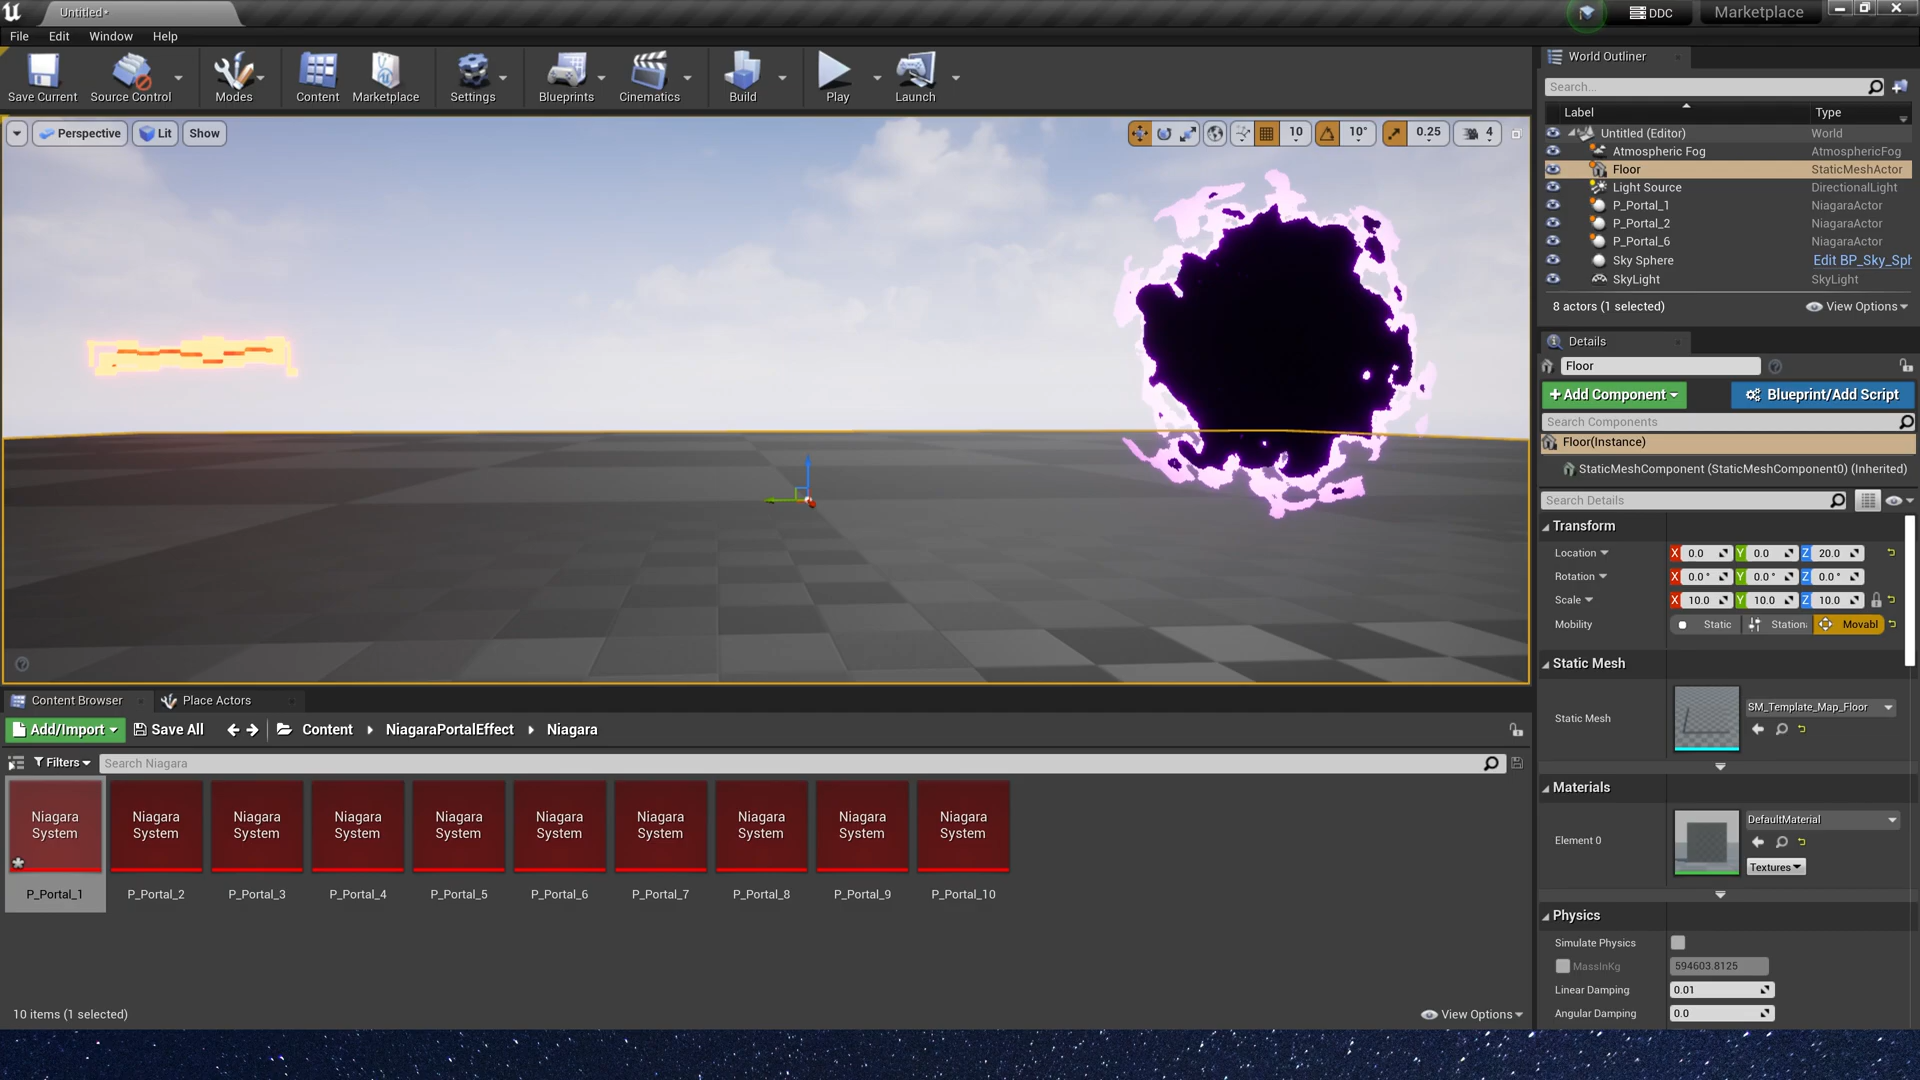 Untitled*
DDC
Marketplace
File Edit Window Help
Save Current
Source Control
Modes
Content
Marketplace
Settings
Blueprints
Cinematics
Build
Play
Launch
Perspective
Lit
Show
10
10°
0.25
4
World Outliner
Search...
Label Type
Untitled (Editor) World
Atmospheric Fog AtmosphericFog
Floor StaticMeshActor
Light Source DirectionalLight
P_Portal_1 NiagaraActor
P_Portal_2 NiagaraActor
P_Portal_6 NiagaraActor
Sky Sphere Edit BP_Sky_Sph
SkyLight SkyLight
8 actors (1 selected) View Options
Details
Floor
+Add Component Blueprint/Add Script
Search Components
Floor(Instance)
StaticMeshComponent (StaticMeshComponent0) (Inherited)
Search Details
Transform
Location X 0.0 Y 0.0 Z 20.0
Rotation X 0.0° Y 0.0° Z 0.0°
Scale X 10.0 Y 10.0 Z 10.0
Mobility Static Station Movabl
Static Mesh
Static Mesh SM_Template_Map_Floor
Materials
Element 0 DefaultMaterial
Textures
Physics
Simulate Physics
MassInKg 594603.8125
Linear Damping 0.01
Angular Damping 0.0
Content Browser Place Actors
Add/Import Save All Content NiagaraPortalEffect Niagara
Filters Search Niagara
Niagara System
Niagara System
Niagara System
Niagara System
Niagara System
Niagara System
Niagara System
Niagara System
Niagara System
Niagara System
P_Portal_1 P_Portal_2 P_Portal_3 P_Portal_4 P_Portal_5 P_Portal_6 P_Portal_7 P_Portal_8 P_Portal_9 P_Portal_10
10 items (1 selected) View Options